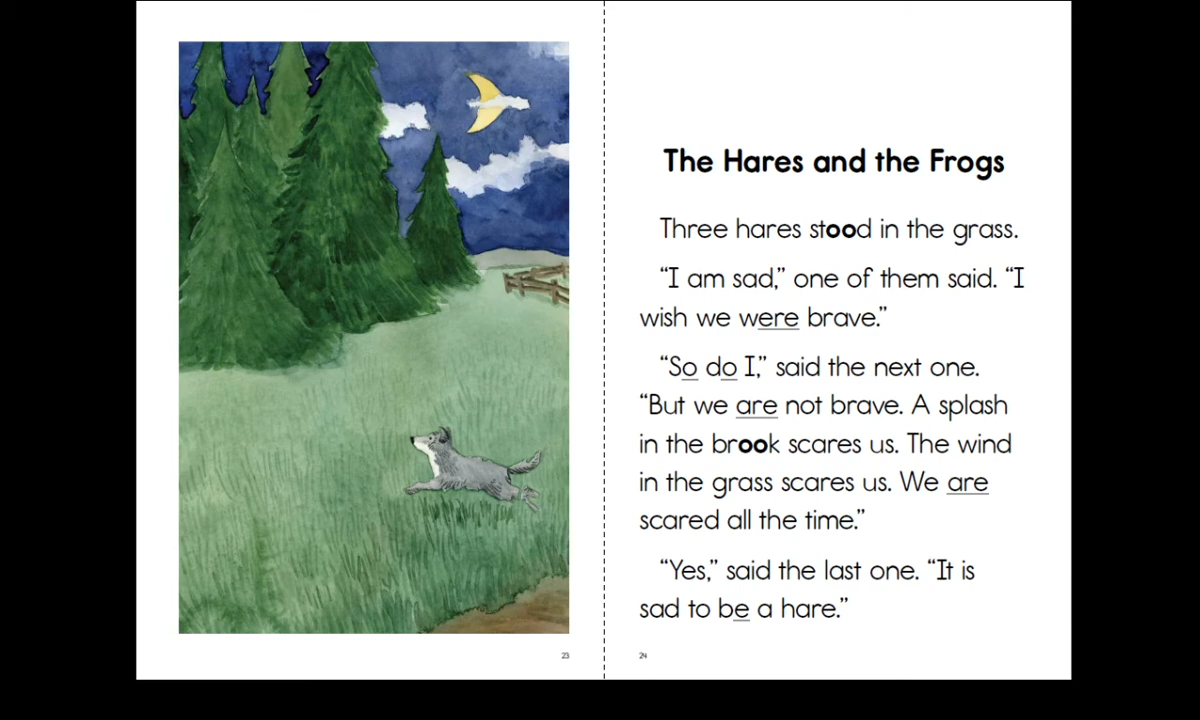 The Hares and the Frogs
Three hares stood in the grass.
“I am sad,” one of them said. “I
wish we were brave.”
“So do I,” said the next one.
“But we are not brave. A splash
in the brook scares us. The wind
in the grass scares us. We are
scared all the time.”
“Yes,” said the last one. “It is
sad to be a hare.”
23
24